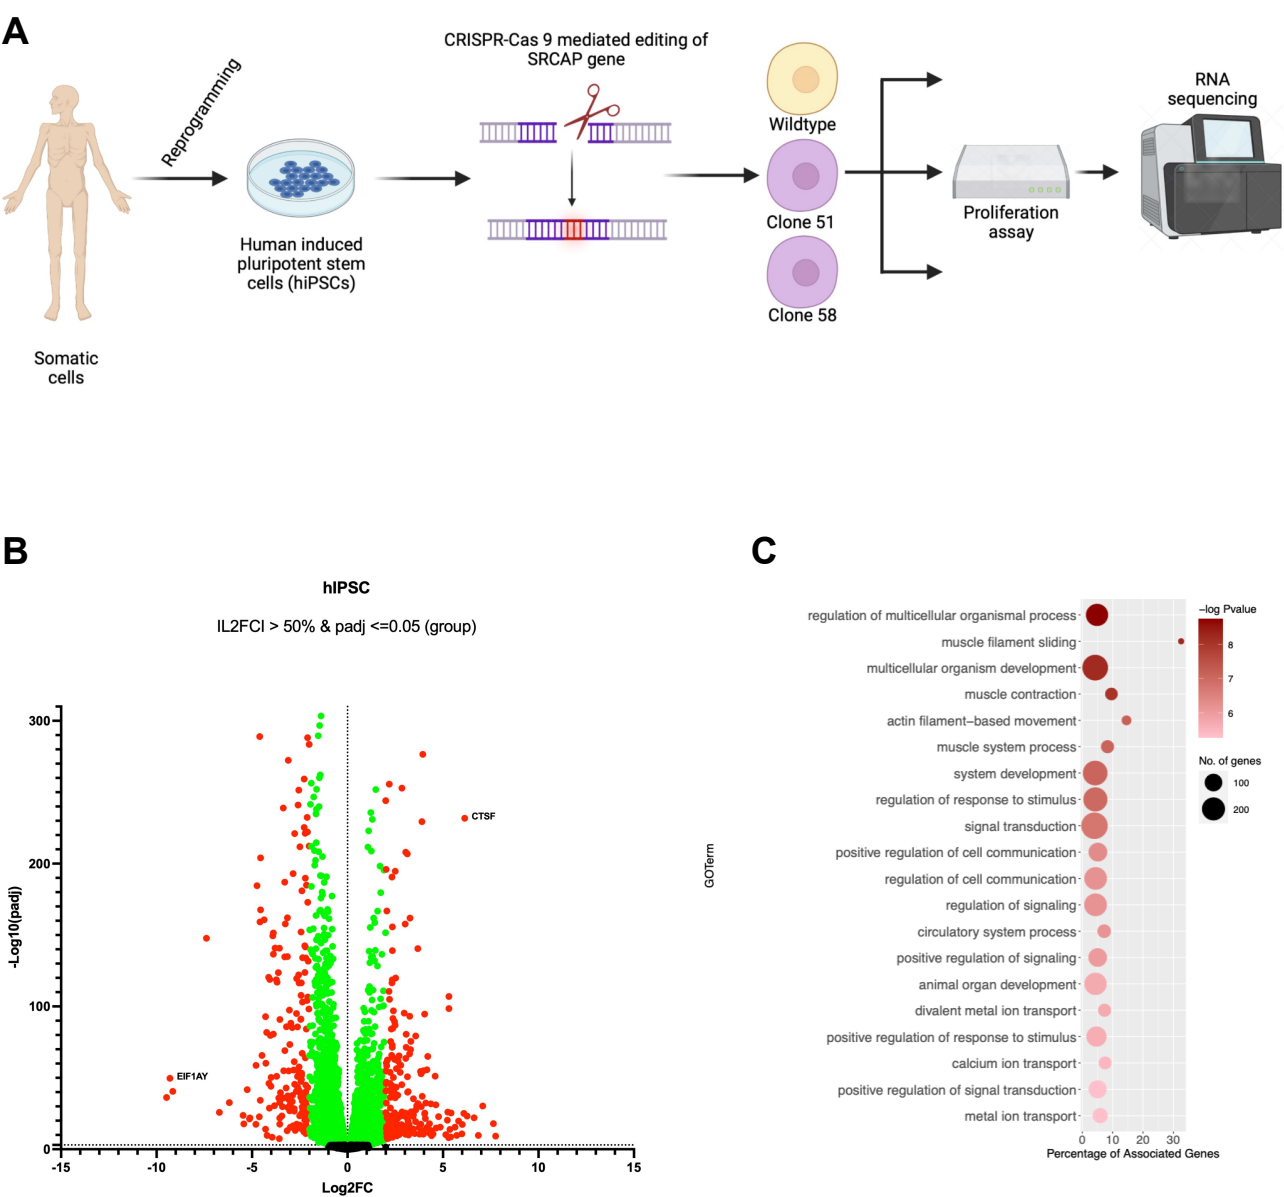 A
Reprogramming
CRISPR-Cas 9 mediated editing of
SRCAP gene
Wildtype
Clone 51
Clone 58
Human induced
pluripotent stem
cells (hiPSCs)
Somatic
cells
Proliferation
assay
RNA
sequencing
B
hIPSC
IL2FCI > 50% & padj <=0.05 (group)
-Log10(padj)
300
200
100
0
CTSF
EIF1AY
-15
-10
-5
0
5
10
15
Log2FC
C
GOTerm
regulation of multicellular organismal process
muscle filament sliding
multicellular organism development
muscle contraction
actin filament−based movement
muscle system process
system development
regulation of response to stimulus
signal transduction
positive regulation of cell communication
regulation of cell communication
regulation of signaling
circulatory system process
positive regulation of signaling
animal organ development
divalent metal ion transport
positive regulation of response to stimulus
calcium ion transport
positive regulation of signal transduction
metal ion transport
0
10
20
30
Percentage of Associated Genes
−log Pvalue
8
7
6
No. of genes
100
200